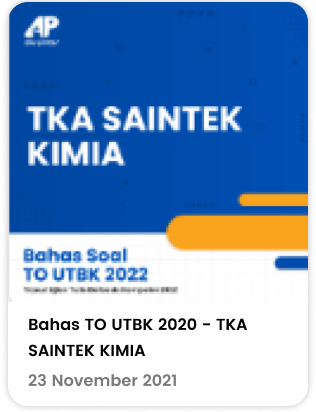 AP
TKA SAINTEK
KIMIA
Bahas Soal
TO UTBK 2022
Bahas TO UTBK 2020 - TKA
SAINTEK KIMIA
23 November 2021